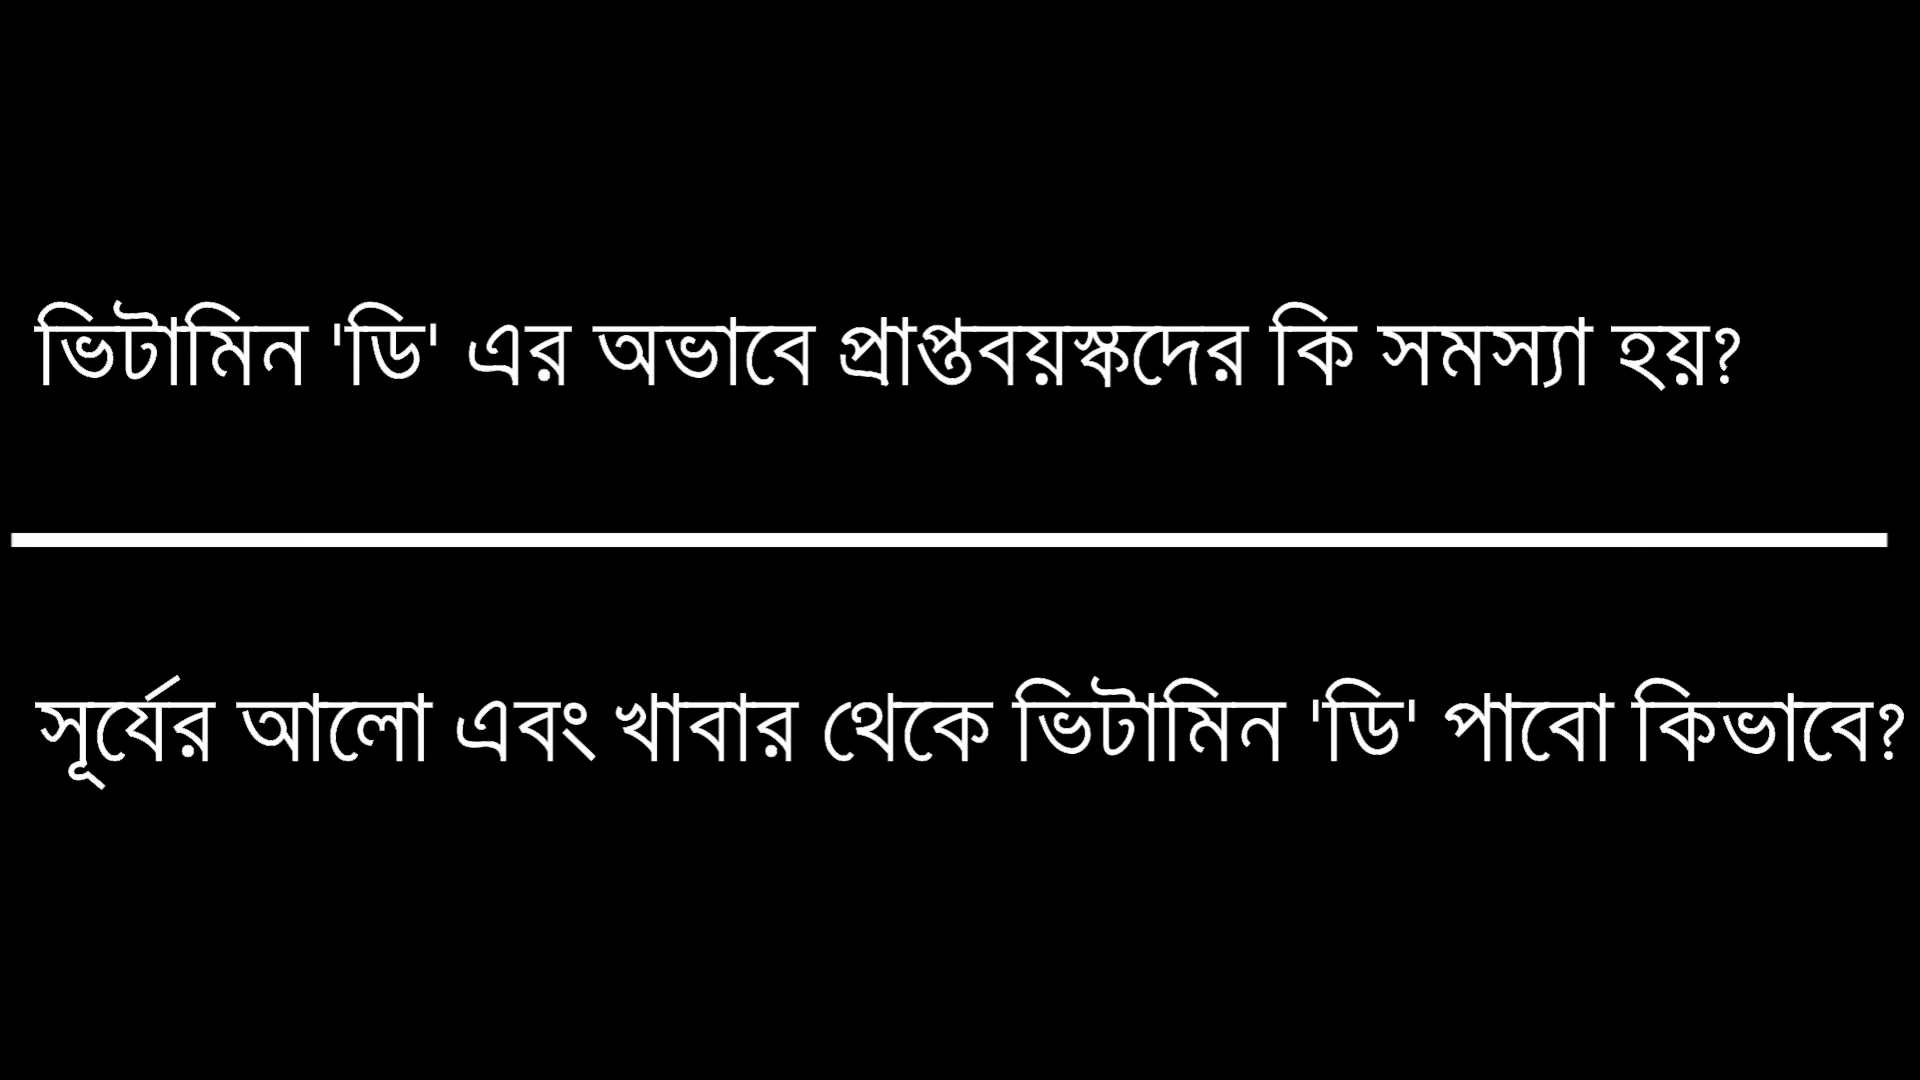 ভিটামিন 'ডি' এর অভাবে প্রাপ্তবয়স্কদের কি সমস্যা হয়?
সূর্যের আলো এবং খাবার থেকে ভিটামিন 'ডি' পাবো কিভাবে?